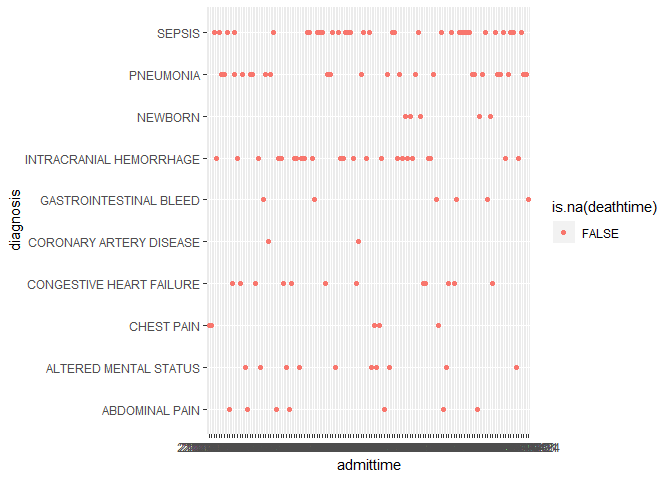 SEPSIS
PNEUMONIA
NEWBORN
INTRACRANIAL HEMORRHAGE
GASTROINTESTINAL BLEED
CORONARY ARTERY DISEASE
CONGESTIVE HEART FAILURE
CHEST PAIN
ALTERED MENTAL STATUS
ABDOMINAL PAIN
diagnosis
admittime
is.na(deathtime)
FALSE